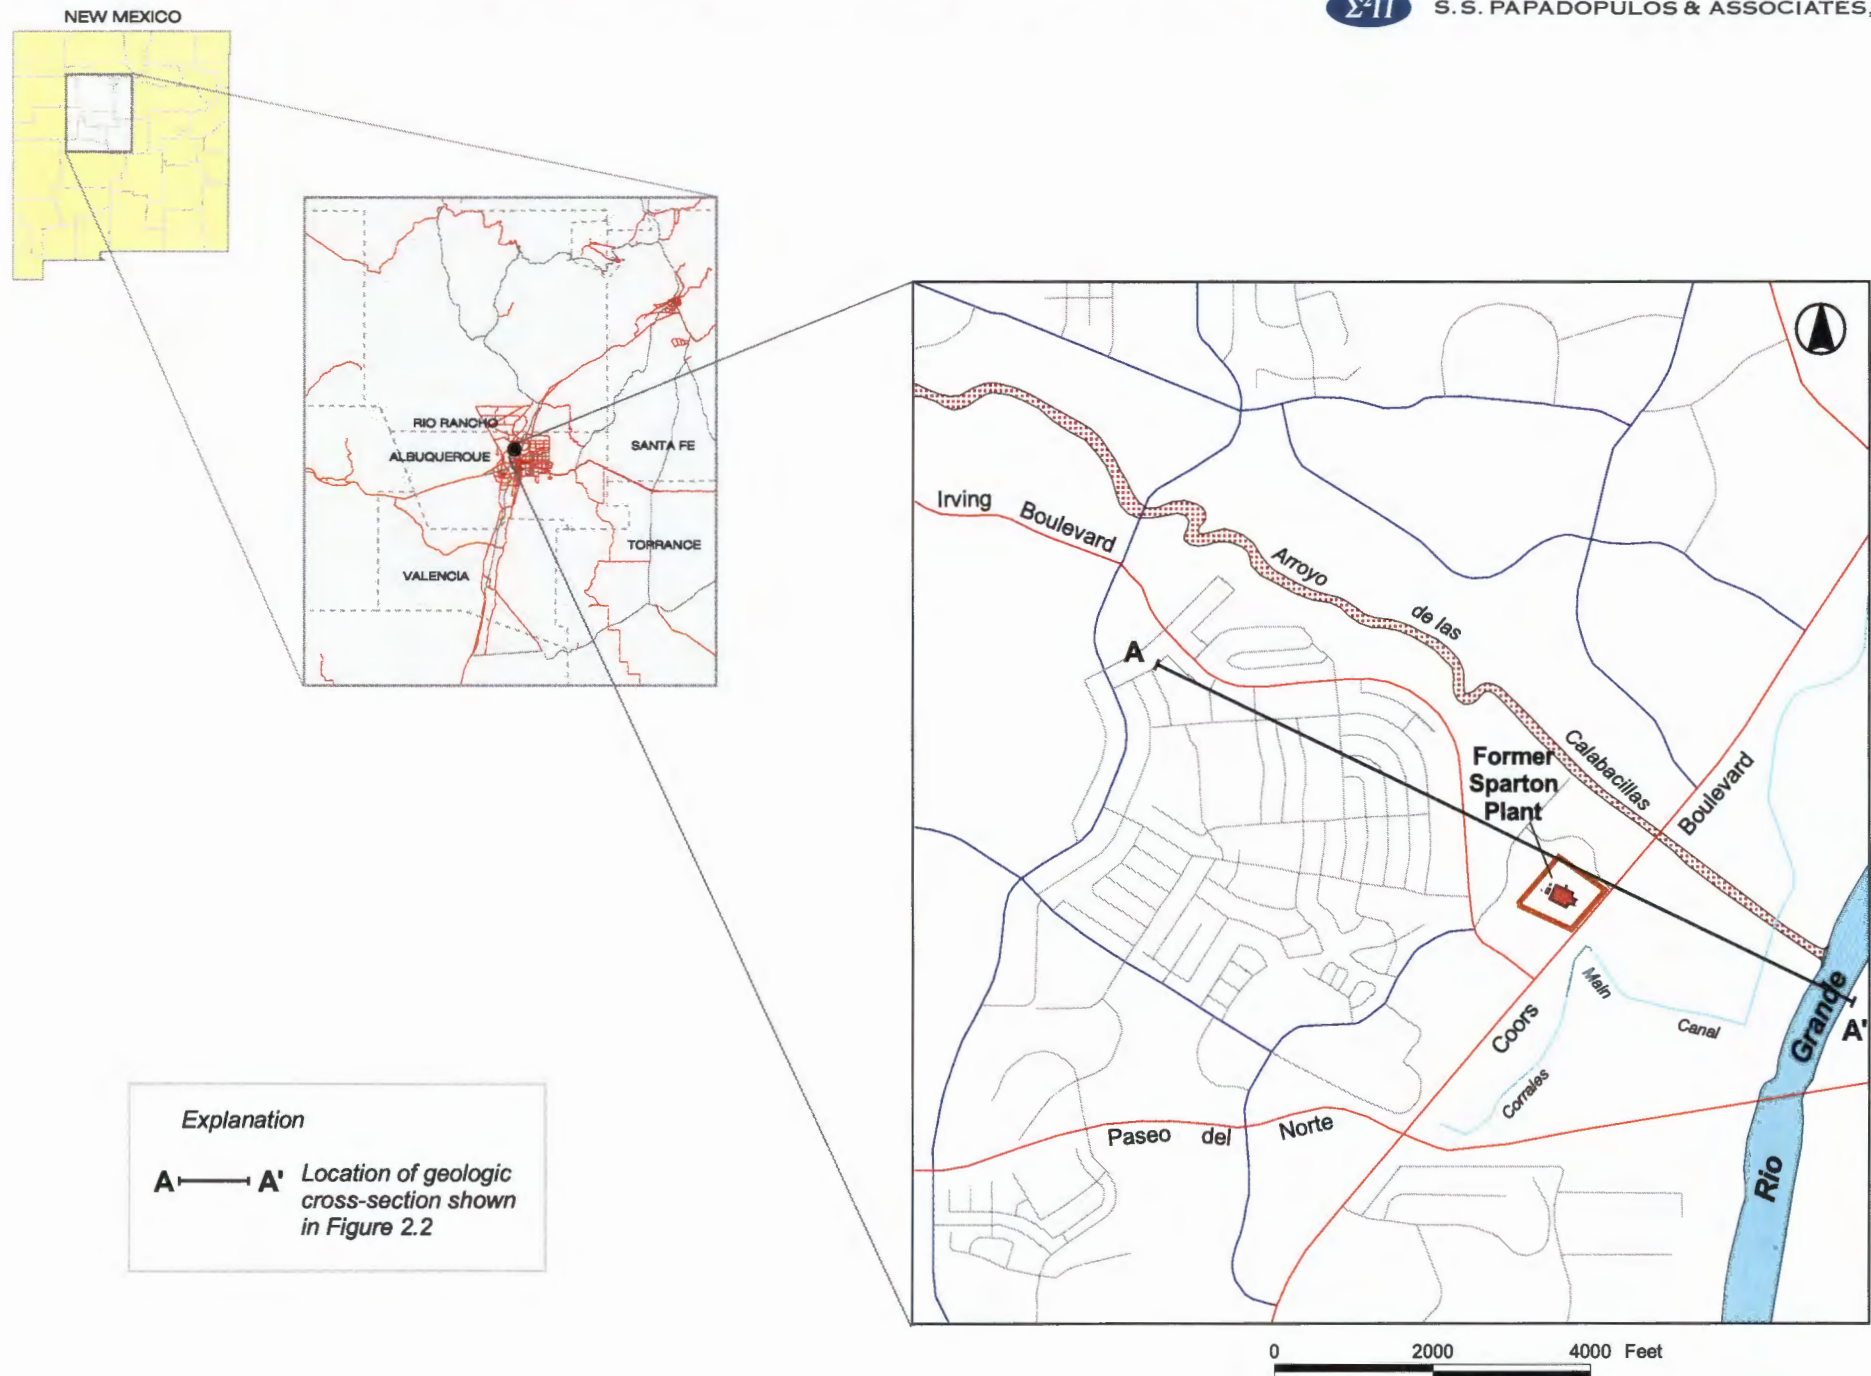 NEW MEXICO
Σ²Π S.S. PAPADOPULOS & ASSOCIATES,
RIO RANCHO
ALBUQUERQUE
SANTA FE
TORRANCE
VALENCIA
Irving Boulevard
Arroyo de las Calabacillas
A
Former
Sparton
Plant
Coors Boulevard
Corrales Main Canal
A'
Rio Grande
Paseo del Norte
Explanation
A A' Location of geologic
cross-section shown
in Figure 2.2
0 2000 4000 Feet